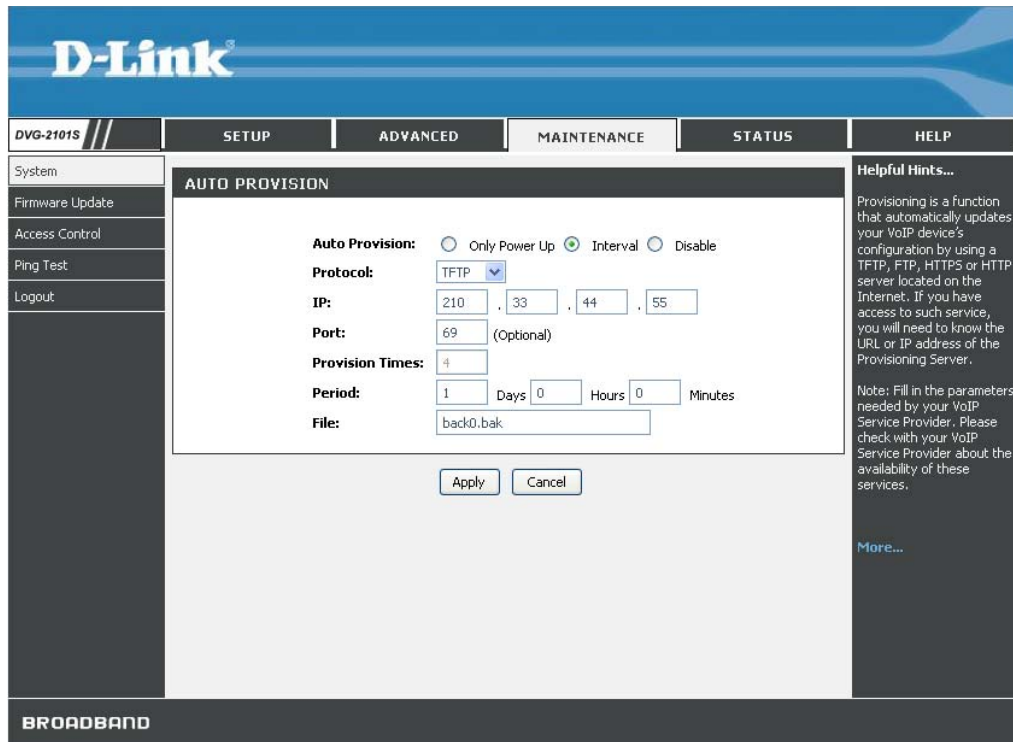 D-Link
DVG-2101S
SETUP
ADVANCED
MAINTENANCE
STATUS
HELP
System
Firmware Update
Access Control
Ping Test
Logout
AUTO PROVISION
Auto Provision: Only Power Up Interval Disable
Protocol: TFTP
IP: 210 . 33 . 44 . 55
Port: 69 (Optional)
Provision Times: 4
Period: 1 Days 0 Hours 0 Minutes
File: back0.bak
Apply Cancel
Helpful Hints...
Provisioning is a function
that automatically updates
your VoIP device's
configuration by using a
TFTP, FTP, HTTPS or HTTP
server located on the
Internet. If you have
access to such service,
you will need to know the
URL or IP address of the
Provisioning Server.
Note: Fill in the parameters
needed by your VoIP
Service Provider. Please
check with your VoIP
Service Provider about the
availability of these
services.
More...
BROADBAND